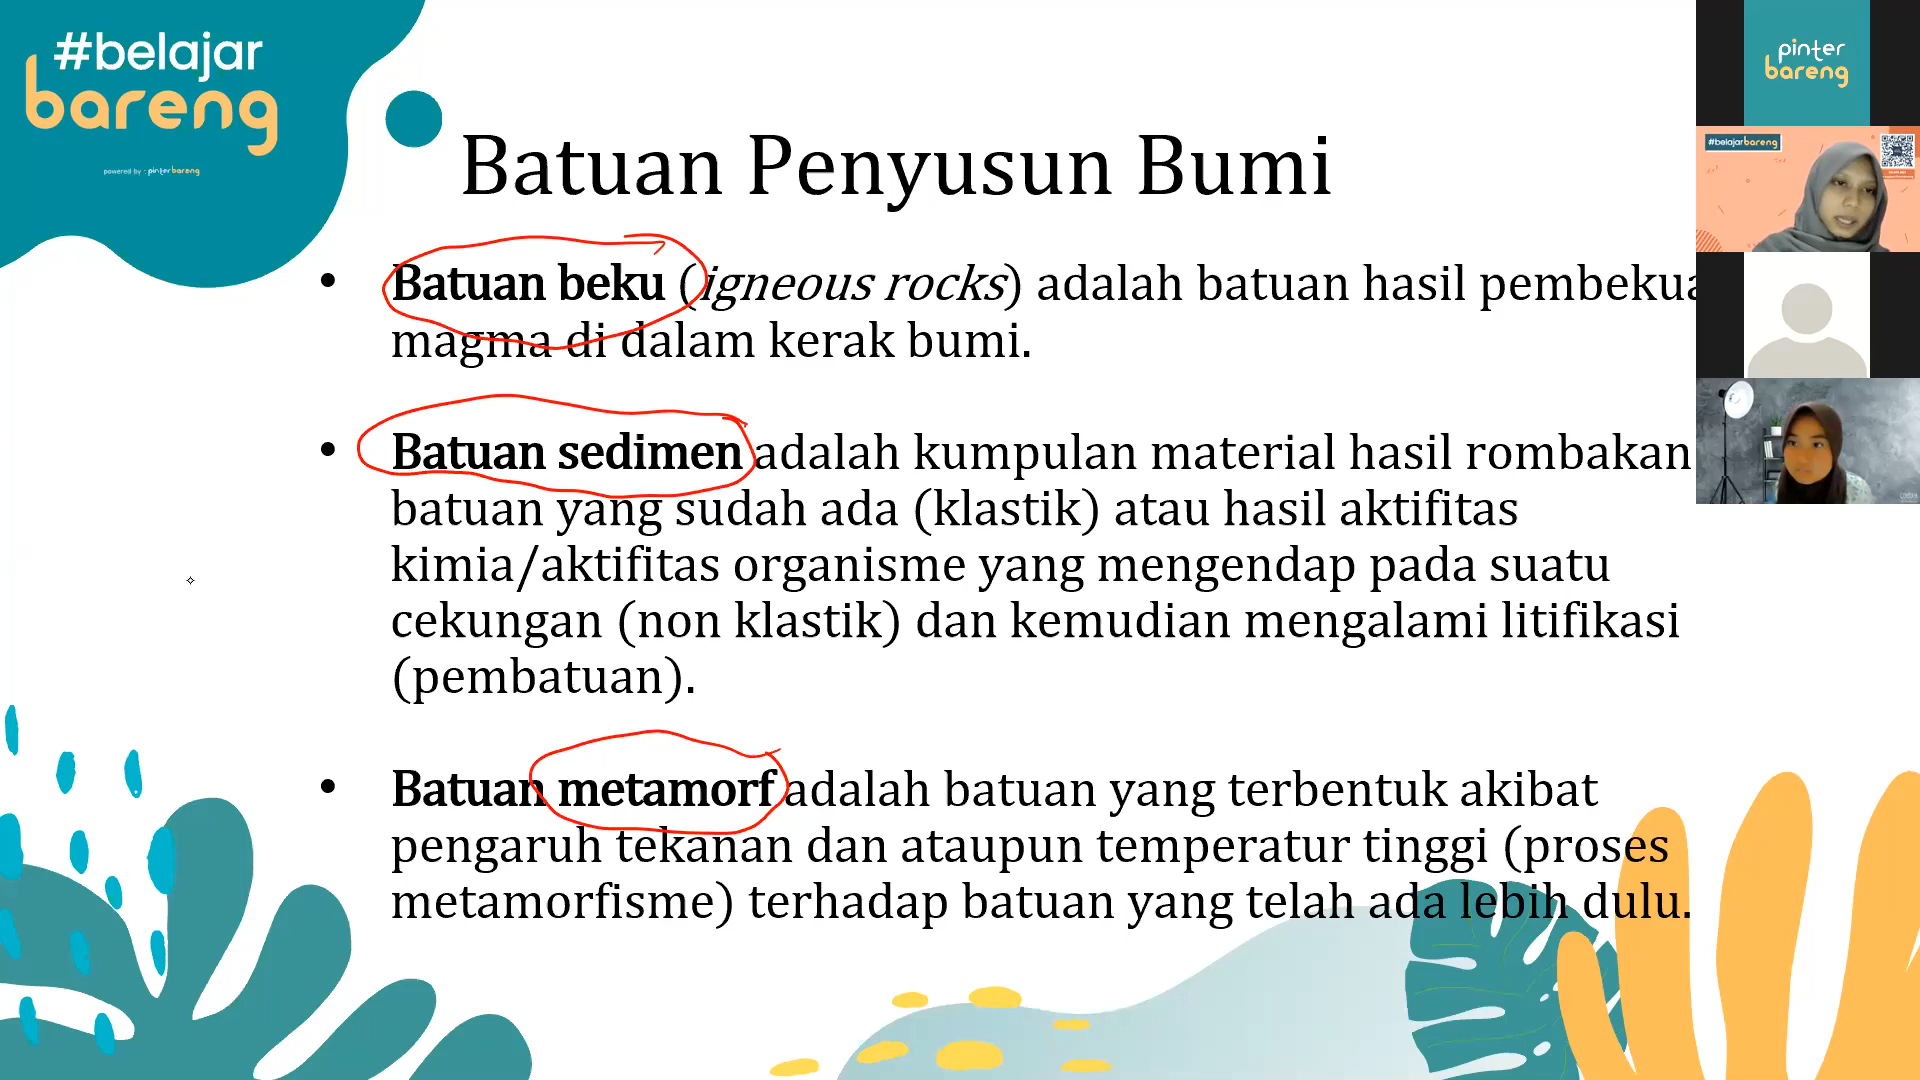 #belajar
bareng
powered by - pinterbareng
Batuan Penyusun Bumi
• Batuan beku (igneous rocks) adalah batuan hasil pembekua
magma di dalam kerak bumi.
• Batuan sedimen adalah kumpulan material hasil rombakan
batuan yang sudah ada (klastik) atau hasil aktifitas
kimia/aktifitas organisme yang mengendap pada suatu
cekungan (non klastik) dan kemudian mengalami litifikasi
(pembatuan).
• Batuan metamorf adalah batuan yang terbentuk akibat
pengaruh tekanan dan ataupun temperatur tinggi (proses
metamorfisme) terhadap batuan yang telah ada lebih dulu.
pinter
bareng
#belajarbareng